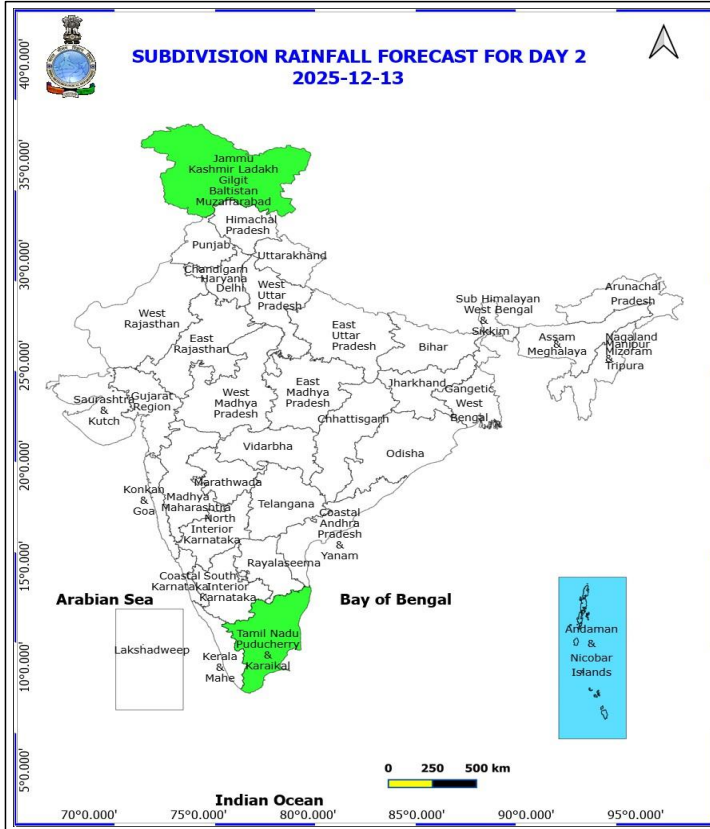 SUBDIVISION RAINFALL FORECAST FOR DAY 2
2025-12-13
40°0.000'
35°0.000'
30°0.000'
25°0.000'
20°0.000'
15°0.000'
10°0.000'
5°0.000'
Jammu
Kashmir Ladakh
Gilgit
Baltistan
Muzaffarabad
Himachal
Pradesh
Punjab
Uttarakhand
Chandigarh
Haryana
Delhi
West
Uttar
Pradesh
Arunachal
Pradesh
Sub Himalayan
West Bengal
&
Sikkim
West
Rajasthan
East
Rajasthan
East
Uttar
Pradesh
Bihar
Assam
&
Meghalaya
Nagaland
Manipur
Mizoram
&
Tripura
Saurashtra
&
Kutch
Gujarat
Region
West
Madhya
Pradesh
East
Madhya
Pradesh
Jharkhand
Gangetic
West
Bengal
Chhattisgarh
Odisha
Vidarbha
Konkan
&
Goa
Madhya
Maharashtra
Marathwada
Telangana
North
Interior
Karnataka
Coastal
Andhra
Pradesh
&
Yanam
Rayalaseema
Coastal
Karnataka
South
Interior
Karnataka
Arabian Sea
Bay of Bengal
Lakshadweep
Kerala
&
Mahe
Tamil Nadu
Puducherry
&
Karaikal
Andaman
&
Nicobar
Islands
0 250 500 km
Indian Ocean
70°0.000' 75°0.000' 80°0.000' 85°0.000' 90°0.000' 95°0.000'